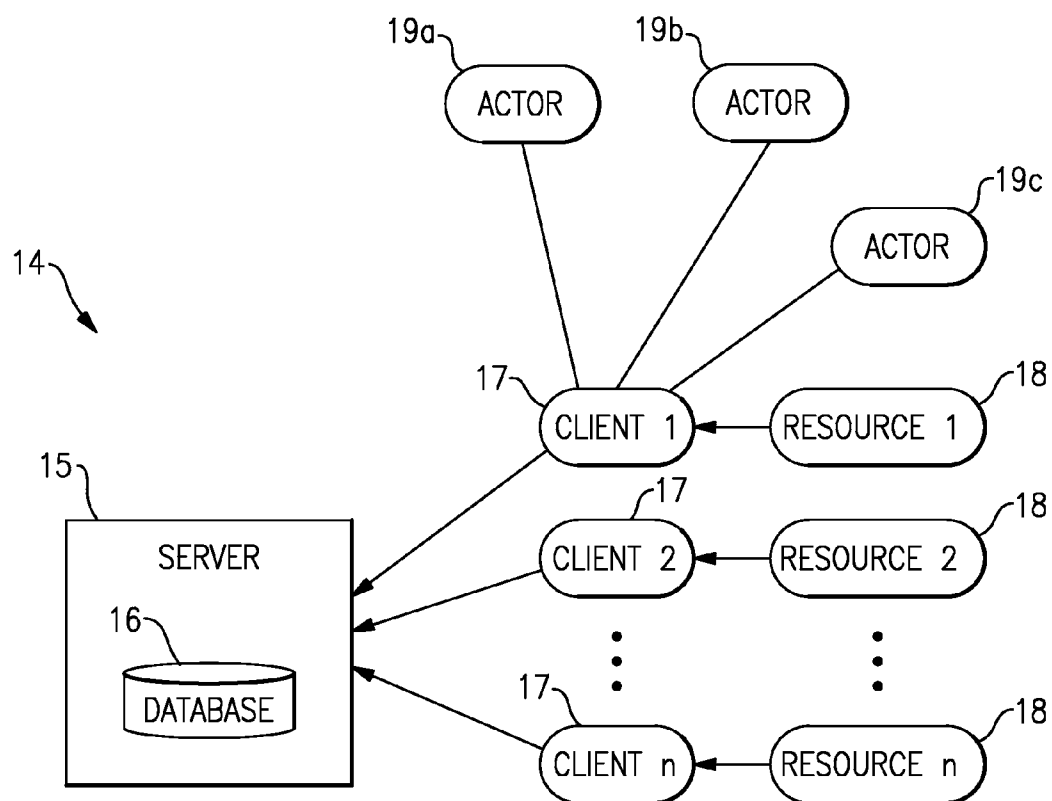 19a
19b
ACTOR
ACTOR
19c
ACTOR
14
17
18
CLIENT 1
RESOURCE 1
15
17
18
SERVER
CLIENT 2
RESOURCE 2
16
DATABASE
17
18
CLIENT n
RESOURCE n